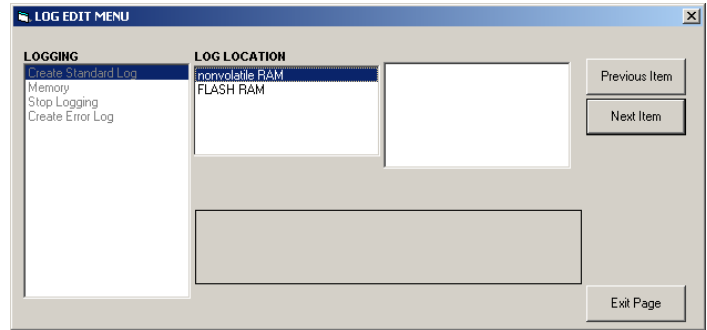 LOG EDIT MENU
LOGGING
Create Standard Log
Memory
Stop Logging
Create Error Log
LOG LOCATION
nonvolatile RAM
FLASH RAM
Previous Item
Next Item
Exit Page